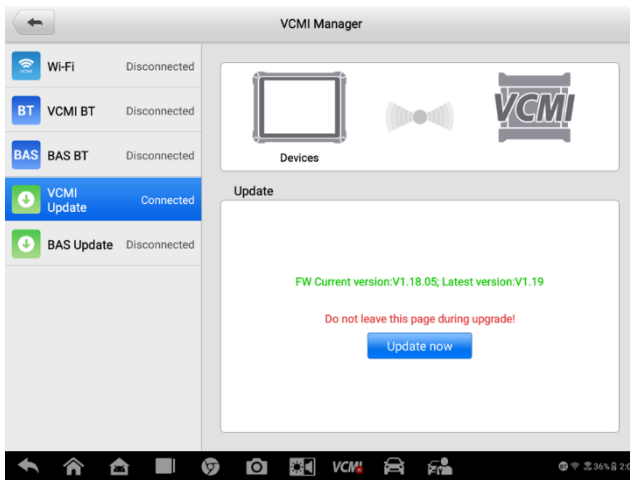 VCMI Manager
VCMI
Wi-Fi Disconnected
BT VCMI BT Disconnected
BAS BAS BT Disconnected
VCMI
Update
Connected
BAS Update Disconnected
VCMI
Devices
Update
FW Current version:V1.18.05; Latest version:V1.19
Do not leave this page during upgrade!
Update now
VCMI
36%